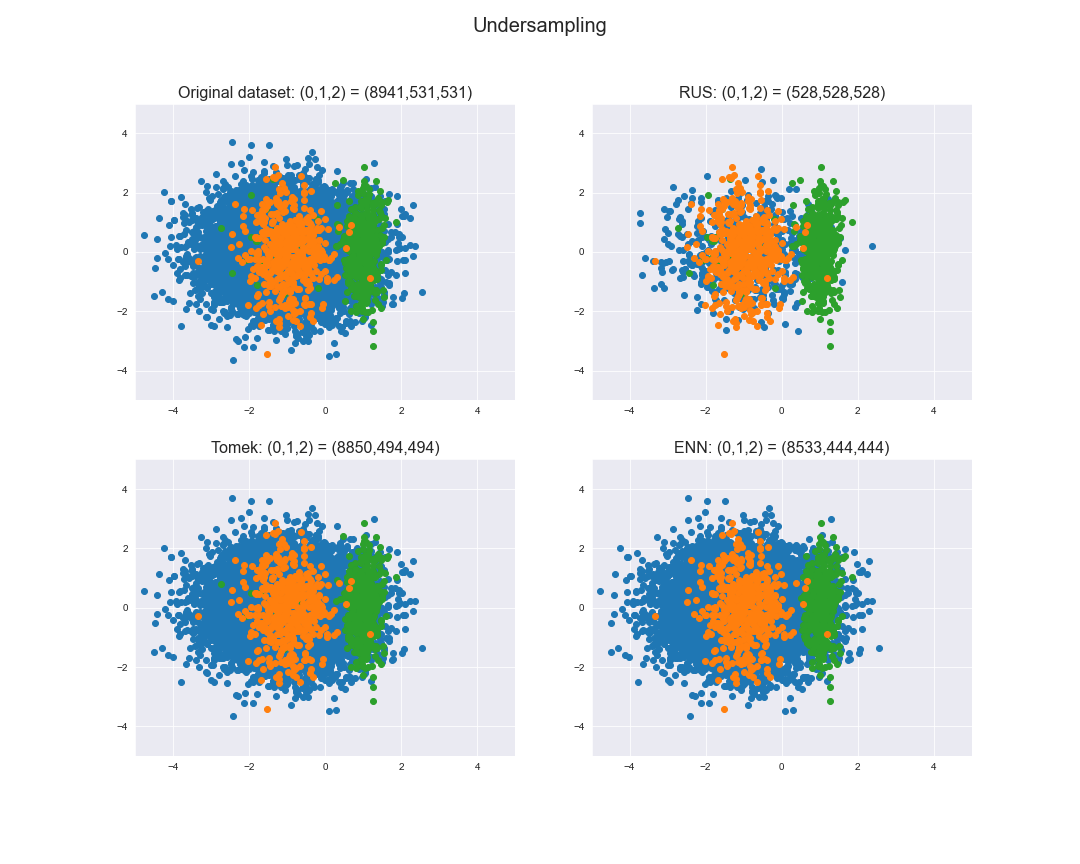 Undersampling
Original dataset: (0,1,2) = (8941,531,531)
4
2
0
−2
−4
−4 −2 0 2 4
RUS: (0,1,2) = (528,528,528)
4
2
0
−2
−4
−4 −2 0 2 4
Tomek: (0,1,2) = (8850,494,494)
4
2
0
−2
−4
−4 −2 0 2 4
ENN: (0,1,2) = (8533,444,444)
4
2
0
−2
−4
−4 −2 0 2 4